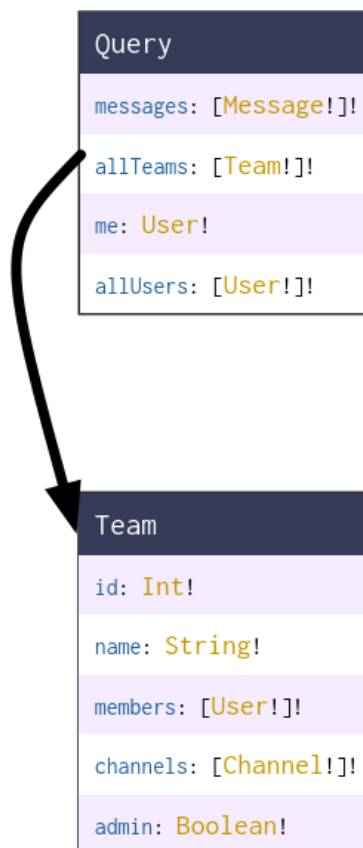 Query
messages: [Message!]!
allTeams: [Team!]!
me: User!
allUsers: [User!]!
Team
id: Int!
name: String!
members: [User!]!
channels: [Channel!]!
admin: Boolean!